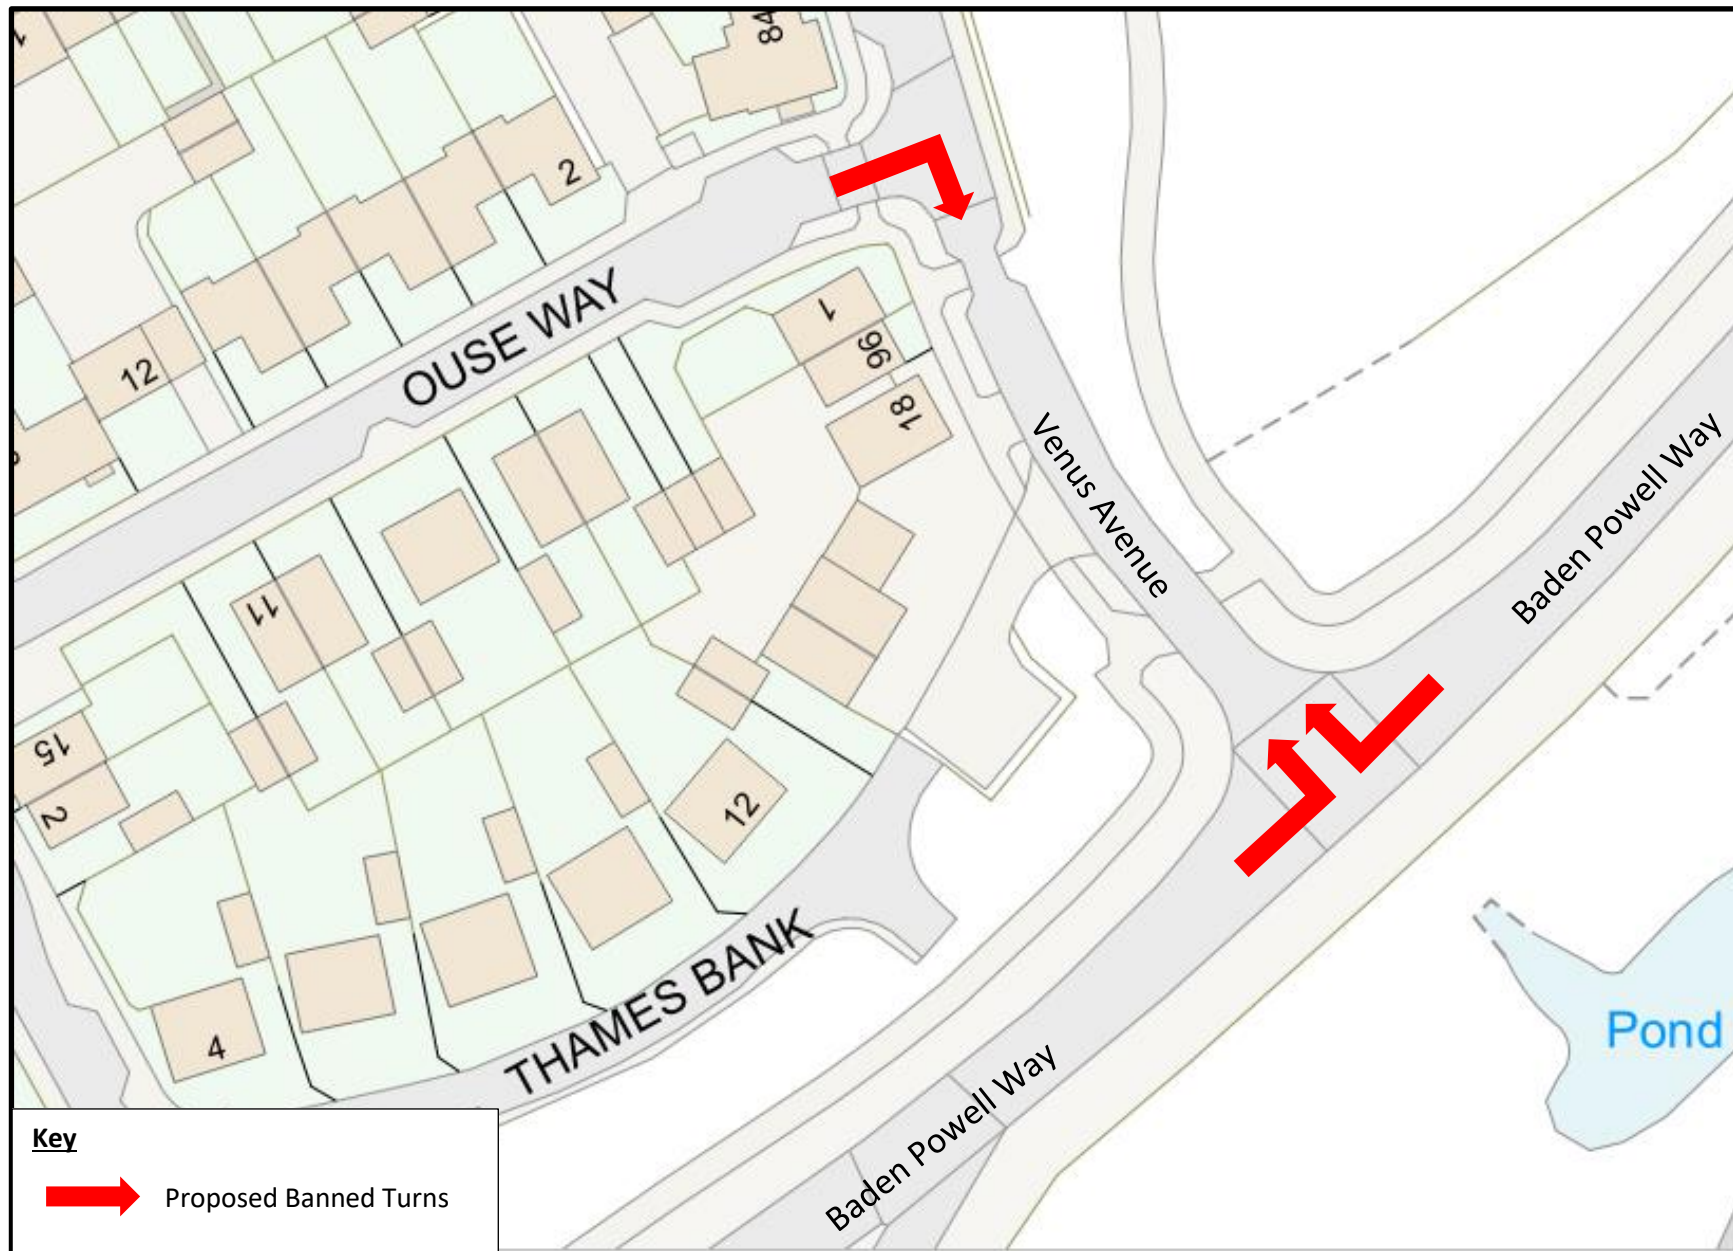 84
2
OUSE WAY
1
96
12
18
Venus Avenue
Baden Powell Way
11
15
2
12
THAMES BANK
4
Pond
Baden Powell Way
Key
Proposed Banned Turns